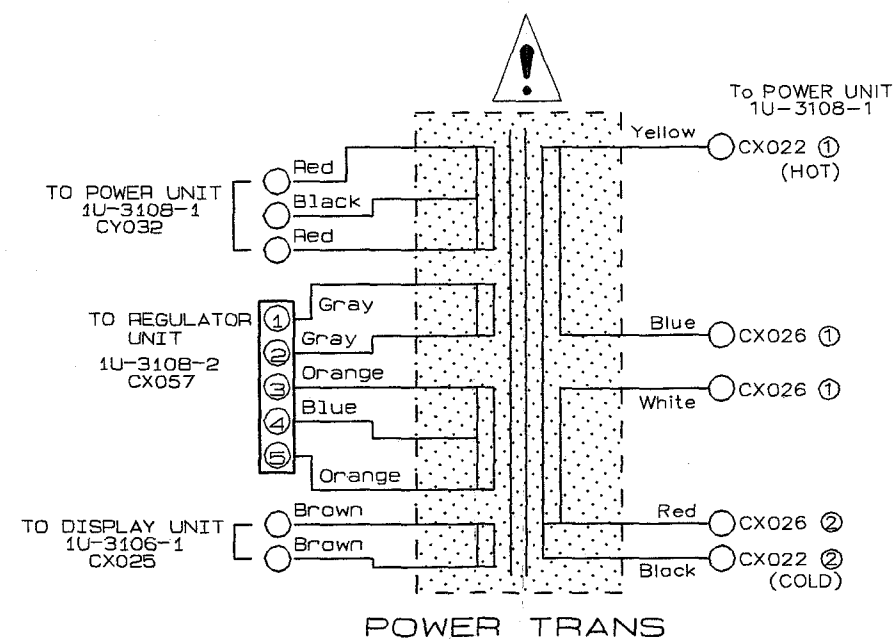 !
To POWER UNIT
1U-3108-1
Yellow
CX022 ①
(HOT)
TO POWER UNIT
1U-3108-1
CY032
Red
Black
Red
TO REGULATOR
UNIT
1U-3108-2
CX057
①
②
③
④
⑤
Gray
Gray
Orange
Blue
Orange
Blue
CX026 ①
White
CX026 ①
TO DISPLAY UNIT
1U-3106-1
CX025
Brown
Brown
Red
CX026 ②
Black
CX022 ②
(COLD)
POWER TRANS